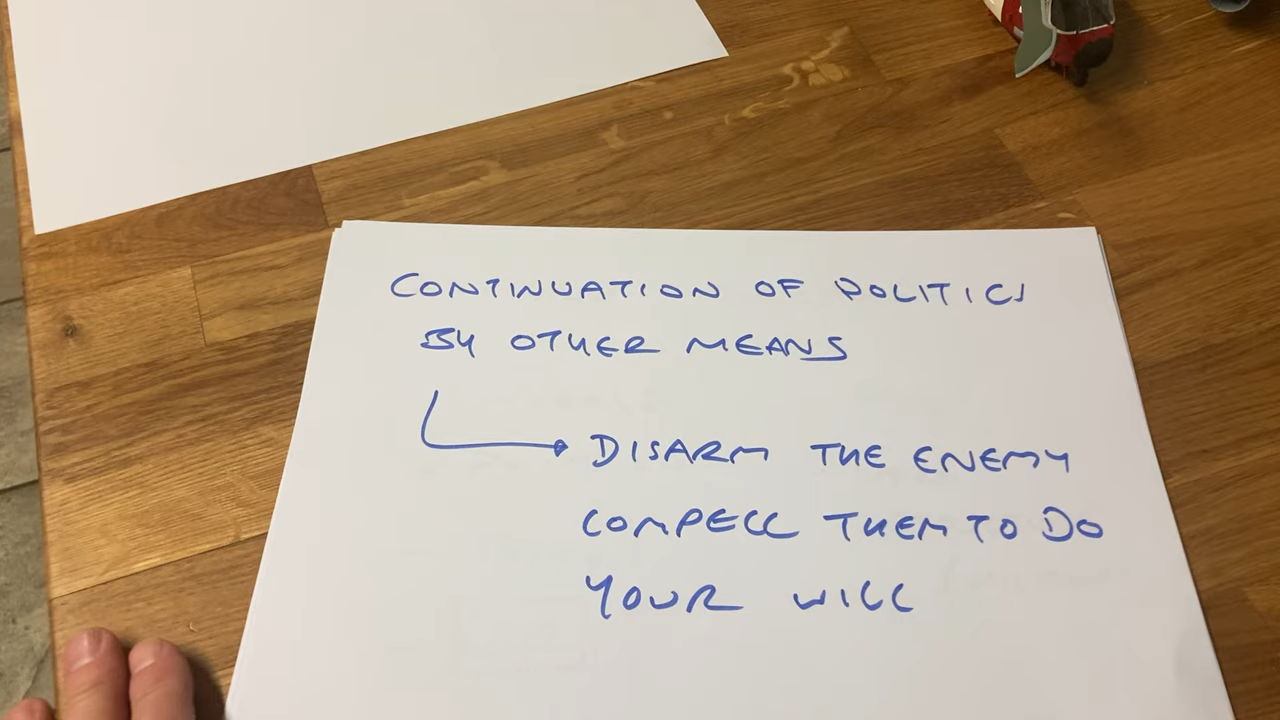 CONTINUATION OF POLITICS
BY OTHER MEANS
DISARM THE ENEMY
COMPELL THEM TO DO
YOUR WILL